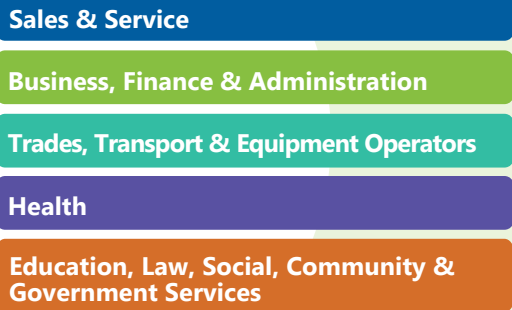 Sales & Service
Business, Finance & Administration
Trades, Transport & Equipment Operators
Health
Education, Law, Social, Community &
Government Services